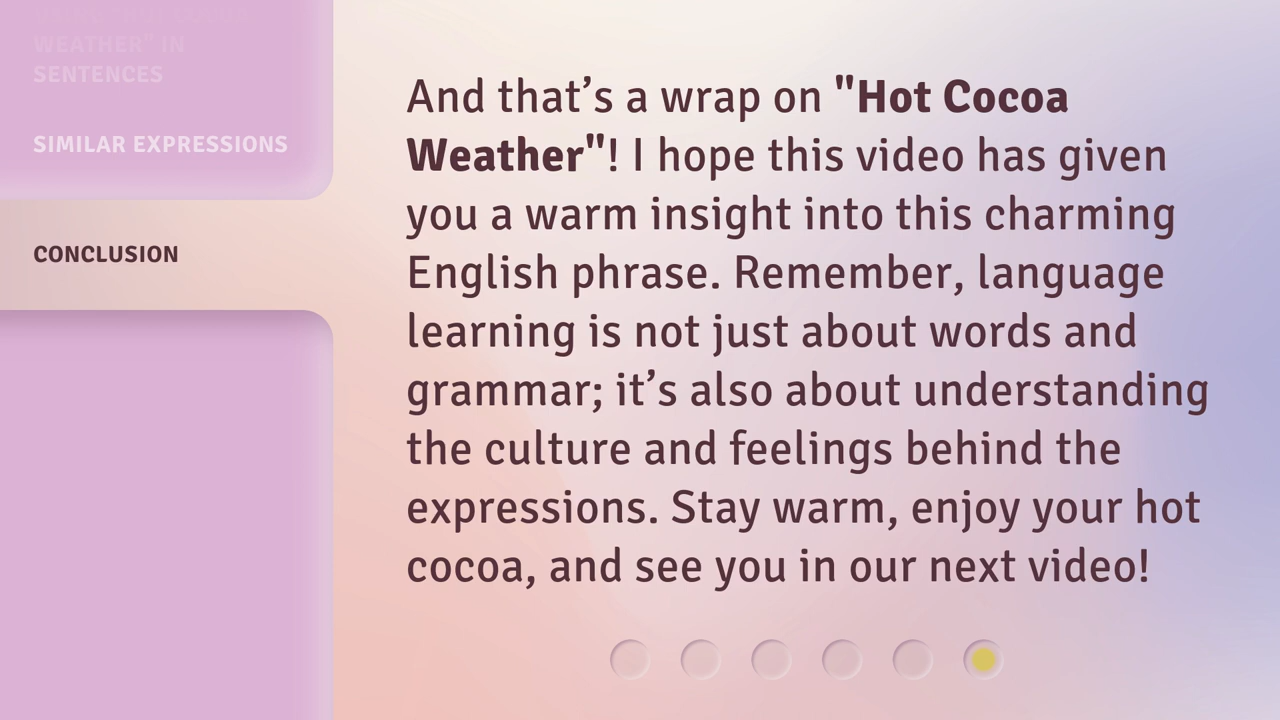 WEATHER" IN
SENTENCES
SIMILAR EXPRESSIONS
CONCLUSION
And that’s a wrap on "Hot Cocoa
Weather"! I hope this video has given
you a warm insight into this charming
English phrase. Remember, language
learning is not just about words and
grammar; it’s also about understanding
the culture and feelings behind the
expressions. Stay warm, enjoy your hot
cocoa, and see you in our next video!